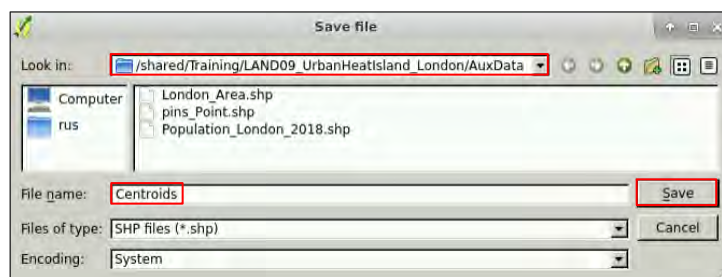 Save file
Look in: /shared/Training/LAND09_UrbanHeatIsland_London/AuxData
Computer
rus
London_Area.shp
pins_Point.shp
Population_London_2018.shp
File name: Centroids Save
Files of type: SHP files (*.shp) Cancel
Encoding: System